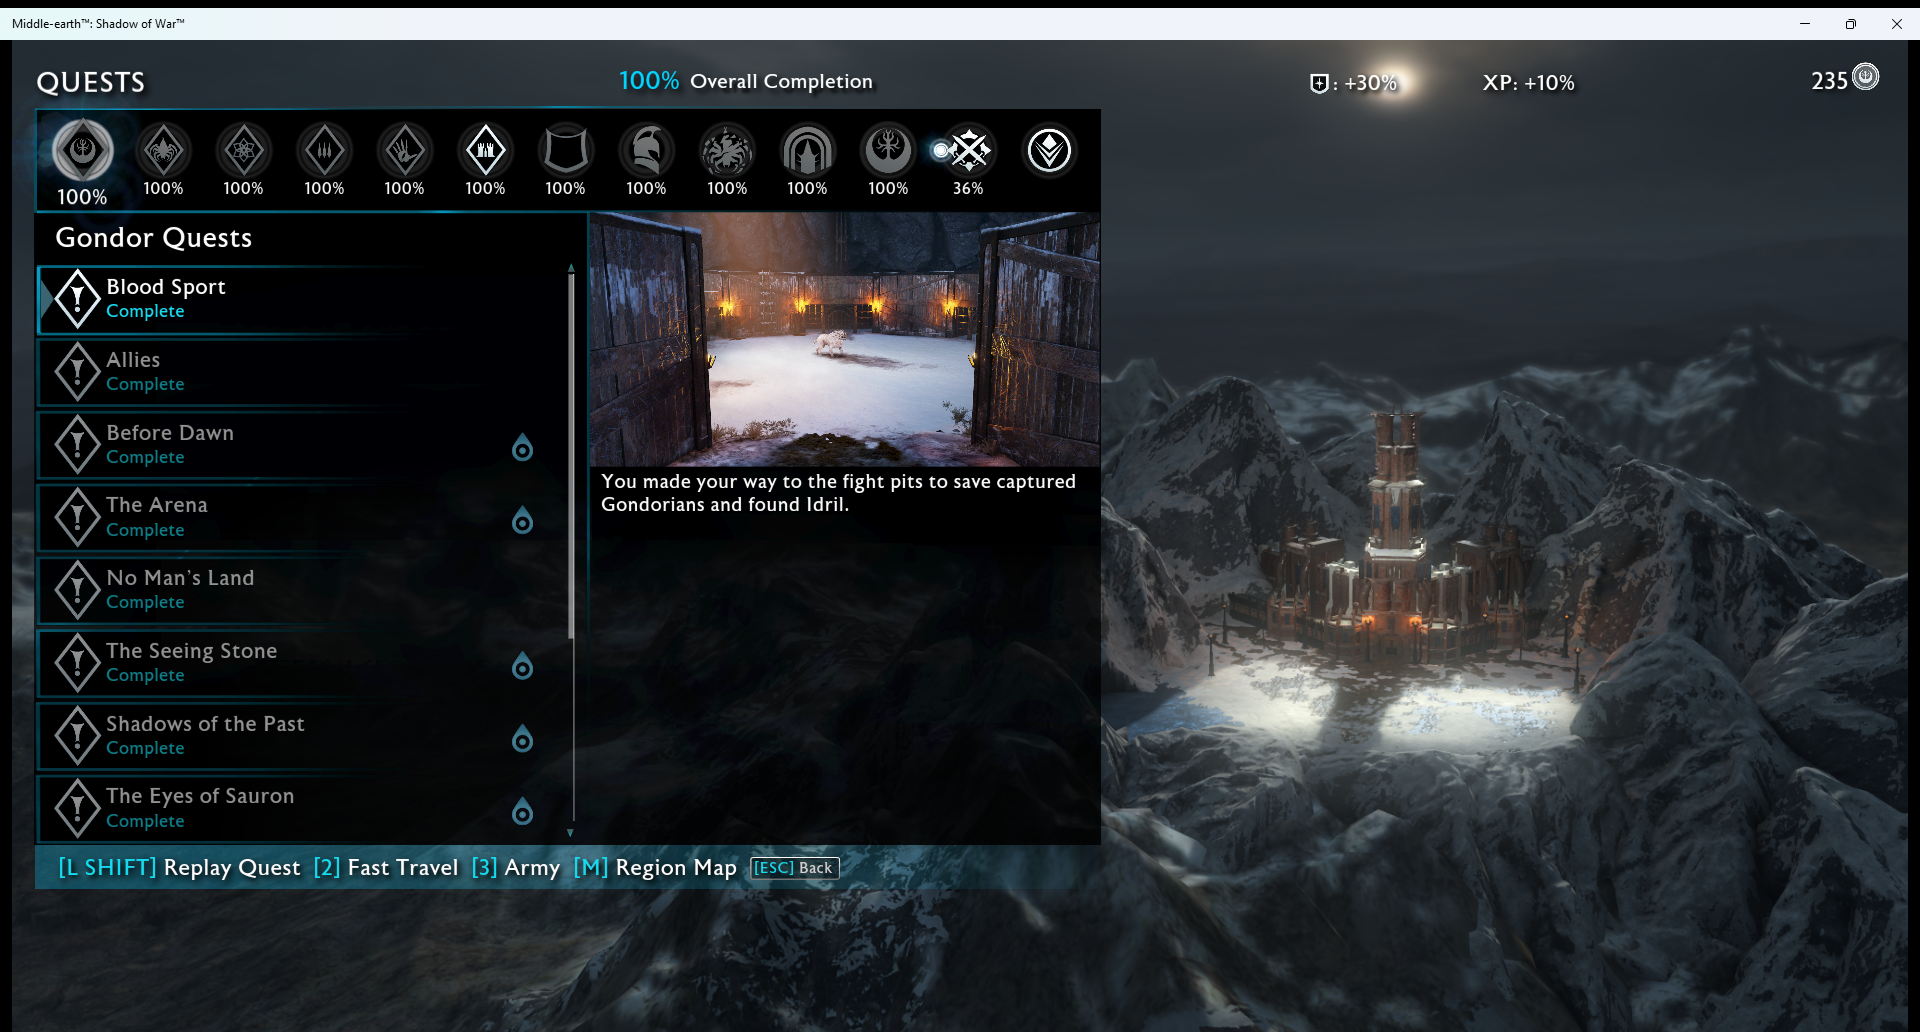 Middle-earth™: Shadow of War™
QUESTS
100% Overall Completion
: +30%
XP: +10%
235
100%
100%
100%
100%
100%
100%
100%
100%
100%
100%
100%
36%
Gondor Quests
Blood Sport
Complete
Allies
Complete
Before Dawn
Complete
The Arena
Complete
No Man's Land
Complete
The Seeing Stone
Complete
Shadows of the Past
Complete
The Eyes of Sauron
Complete
You made your way to the fight pits to save captured
Gondorians and found Idril.
[L SHIFT] Replay Quest [2] Fast Travel [3] Army [M] Region Map [ESC] Back